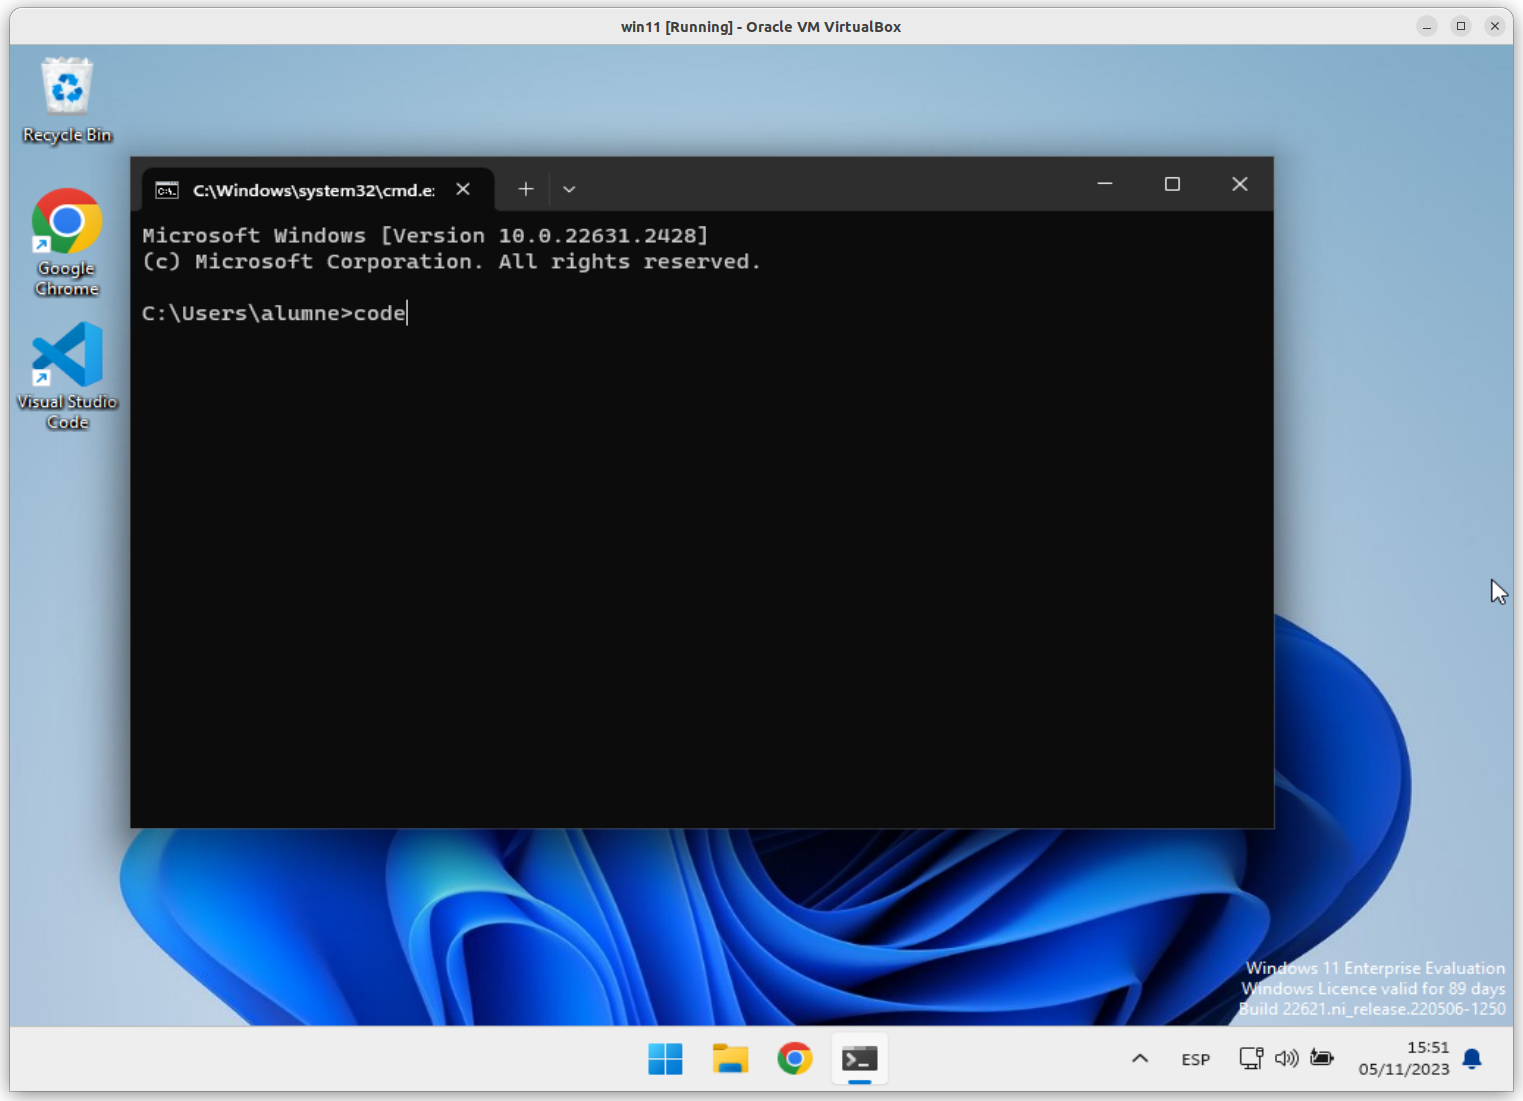 win11 [Running] - Oracle VM VirtualBox
Recycle Bin
Google
Chrome
Visual Studio
Code
C:\Windows\system32\cmd.e:
Microsoft Windows [Version 10.0.22631.2428]
(c) Microsoft Corporation. All rights reserved.
C:\Users\alumne>code
Windows 11 Enterprise Evaluation
Windows Licence valid for 89 days
Build 22621.ni_release.220506-1250
ESP
15:51
05/11/2023